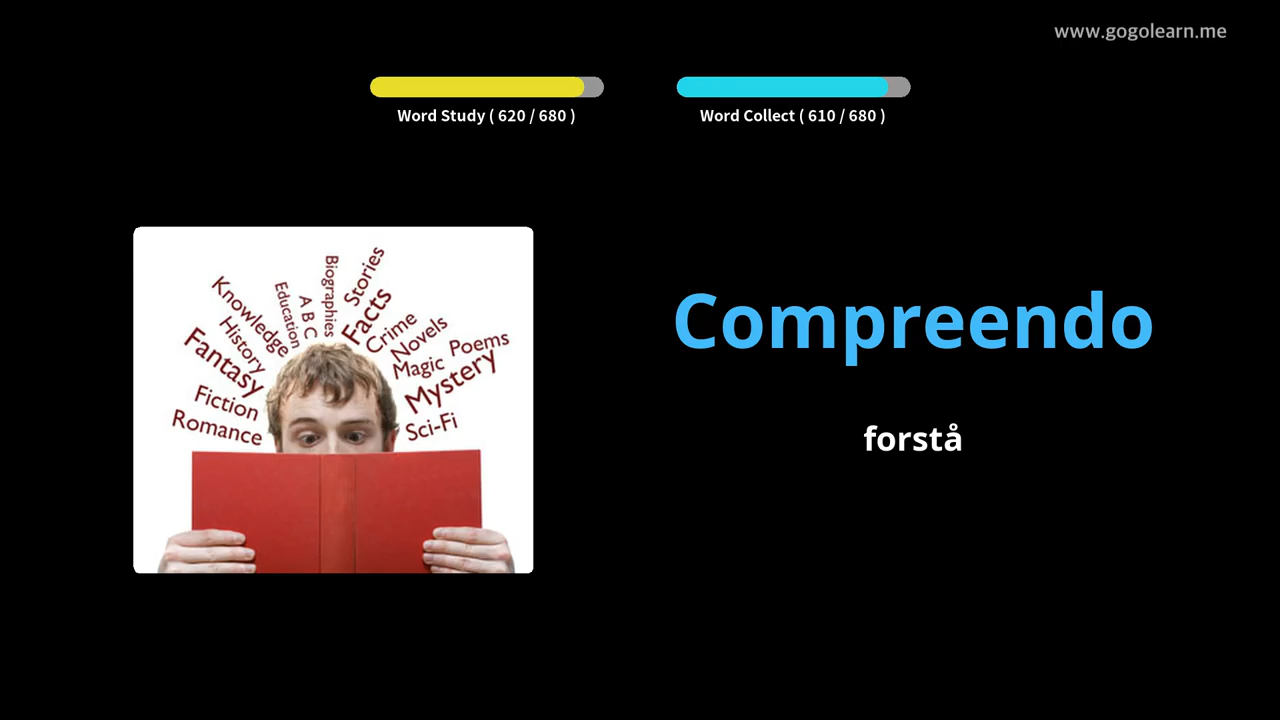 www.gogolearn.me
Word Study ( 620 / 680 )
Word Collect ( 610 / 680 )
Compreendo
forstå
Biographies
Stories
Education
A B C
Facts
Knowledge
Crime
History
Novels
Poems
Fantasy
Magic
Mystery
Fiction
Romance
Sci-Fi